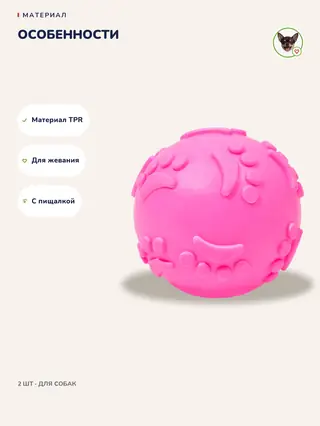 МАТЕРИАЛ
ОСОБЕННОСТИ
Материал TPR
Для жевания
С пищалкой
2 ШТ · ДЛЯ СОБАК